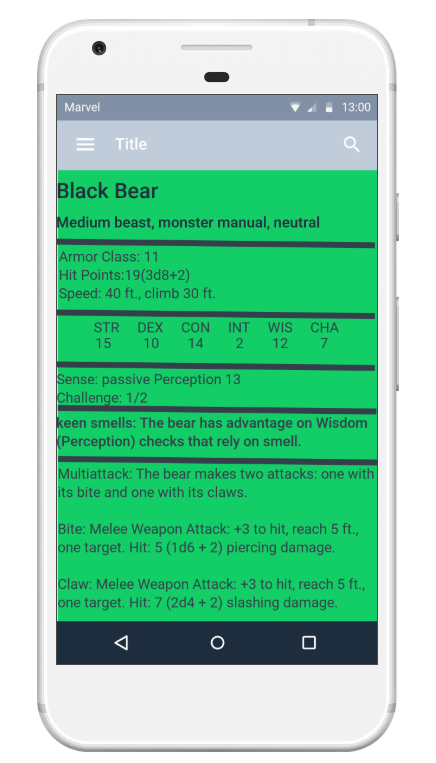 Marvel 13:00
Title
Black Bear
Medium beast, monster manual, neutral
Armor Class: 11
Hit Points:19(3d8+2)
Speed: 40 ft., climb 30 ft.
STR DEX CON INT WIS CHA
15 10 14 2 12 7
Sense: passive Perception 13
Challenge: 1/2
keen smells: The bear has advantage on Wisdom
(Perception) checks that rely on smell.
Multiattack: The bear makes two attacks: one with
its bite and one with its claws.
Bite: Melee Weapon Attack: +3 to hit, reach 5 ft.,
one target. Hit: 5 (1d6 + 2) piercing damage.
Claw: Melee Weapon Attack: +3 to hit, reach 5 ft.,
one target. Hit: 7 (2d4 + 2) slashing damage.